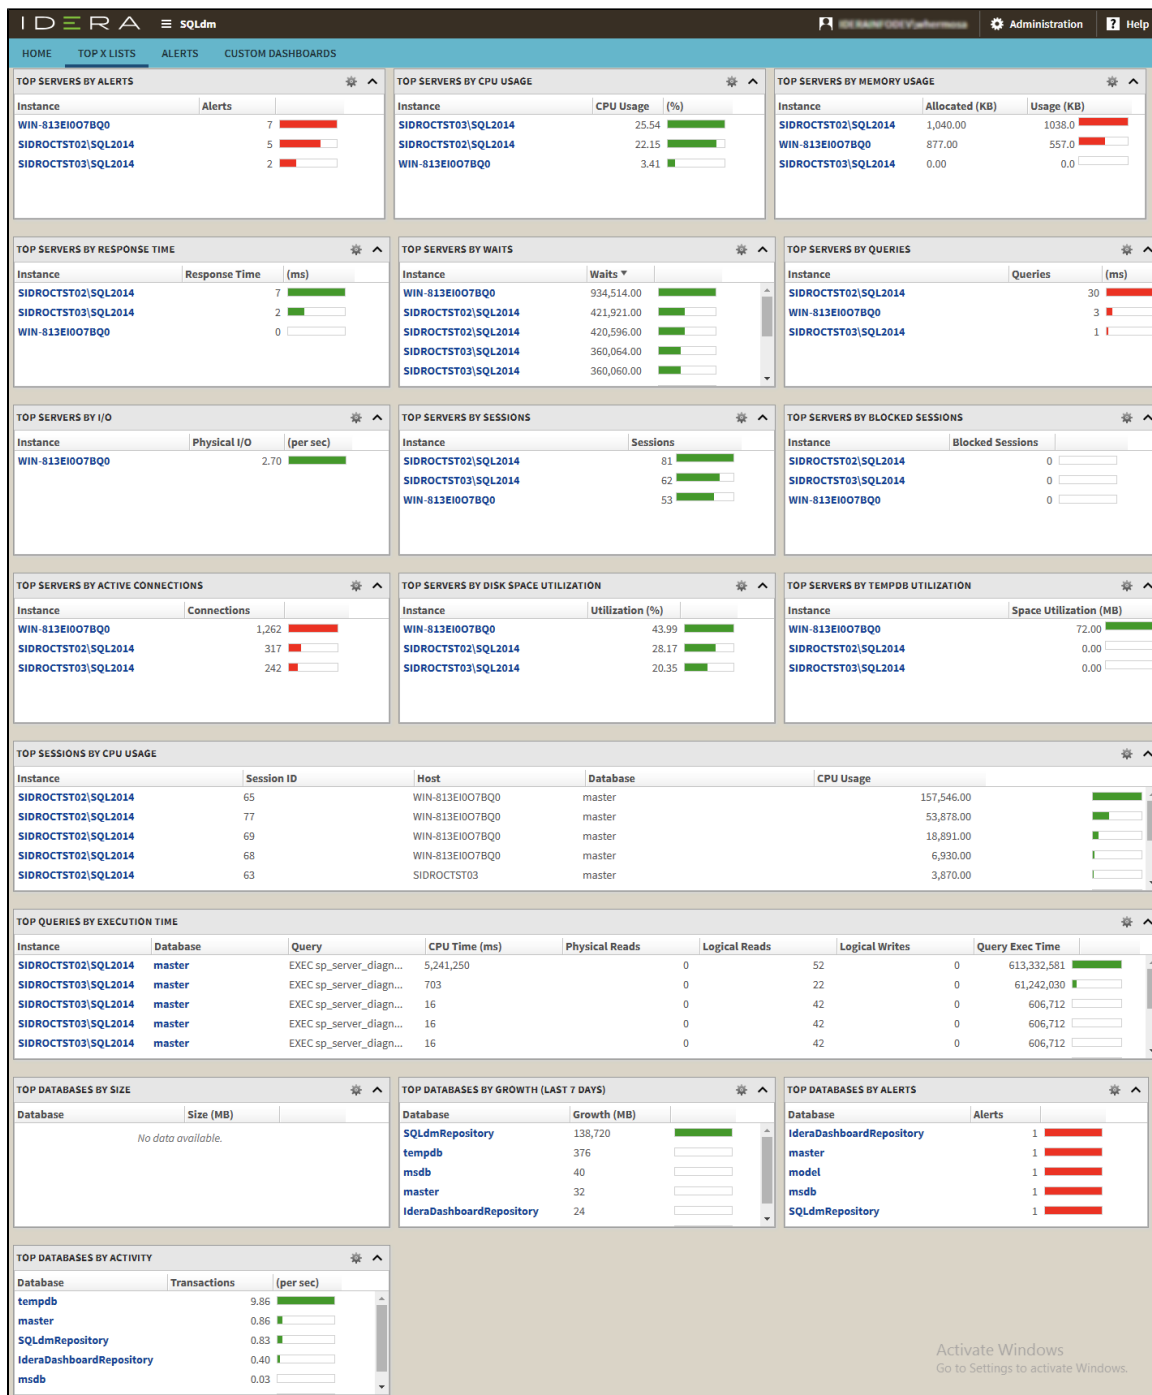 IDERA SQLdm Administration ? Help
HOME TOP X LISTS ALERTS CUSTOM DASHBOARDS
TOP SERVERS BY ALERTS
Instance Alerts
WIN-813EI0O7BQ0 7
SIDROCTST02\SQL2014 5
SIDROCTST03\SQL2014 2
TOP SERVERS BY CPU USAGE
Instance CPU Usage (%)
SIDROCTST03\SQL2014 25.54
SIDROCTST02\SQL2014 22.15
WIN-813EI0O7BQ0 3.41
TOP SERVERS BY MEMORY USAGE
Instance Allocated (KB) Usage (KB)
SIDROCTST02\SQL2014 1,040.00 1038.0
WIN-813EI0O7BQ0 877.00 557.0
SIDROCTST03\SQL2014 0.00 0.0
TOP SERVERS BY RESPONSE TIME
Instance Response Time (ms)
SIDROCTST02\SQL2014 7
SIDROCTST03\SQL2014 2
WIN-813EI0O7BQ0 0
TOP SERVERS BY WAITS
Instance Waits
WIN-813EI0O7BQ0 934,514.00
SIDROCTST02\SQL2014 421,921.00
SIDROCTST02\SQL2014 420,596.00
SIDROCTST03\SQL2014 360,064.00
SIDROCTST03\SQL2014 360,060.00
TOP SERVERS BY QUERIES
Instance Queries (ms)
SIDROCTST02\SQL2014 30
WIN-813EI0O7BQ0 3
SIDROCTST03\SQL2014 1
TOP SERVERS BY I/O
Instance Physical I/O (per sec)
WIN-813EI0O7BQ0 2.70
TOP SERVERS BY SESSIONS
Instance Sessions
SIDROCTST02\SQL2014 81
SIDROCTST03\SQL2014 62
WIN-813EI0O7BQ0 53
TOP SERVERS BY BLOCKED SESSIONS
Instance Blocked Sessions
SIDROCTST02\SQL2014 0
SIDROCTST03\SQL2014 0
WIN-813EI0O7BQ0 0
TOP SERVERS BY ACTIVE CONNECTIONS
Instance Connections
WIN-813EI0O7BQ0 1,262
SIDROCTST02\SQL2014 317
SIDROCTST03\SQL2014 242
TOP SERVERS BY DISK SPACE UTILIZATION
Instance Utilization (%)
WIN-813EI0O7BQ0 43.99
SIDROCTST02\SQL2014 28.17
SIDROCTST03\SQL2014 20.35
TOP SERVERS BY TEMPDB UTILIZATION
Instance Space Utilization (MB)
WIN-813EI0O7BQ0 72.00
SIDROCTST02\SQL2014 0.00
SIDROCTST03\SQL2014 0.00
TOP SESSIONS BY CPU USAGE
Instance Session ID Host Database CPU Usage
SIDROCTST02\SQL2014 65 WIN-813EI0O7BQ0 master 157,546.00
SIDROCTST02\SQL2014 77 WIN-813EI0O7BQ0 master 53,878.00
SIDROCTST02\SQL2014 69 WIN-813EI0O7BQ0 master 18,891.00
SIDROCTST02\SQL2014 68 WIN-813EI0O7BQ0 master 6,930.00
SIDROCTST02\SQL2014 63 SIDROCTST03 master 3,870.00
TOP QUERIES BY EXECUTION TIME
Instance Database Query CPU Time (ms) Physical Reads Logical Reads Logical Writes Query Exec Time
SIDROCTST02\SQL2014 master EXEC sp_server_diagn... 5,241,250 0 52 0 613,332,581
SIDROCTST02\SQL2014 master EXEC sp_server_diagn... 703 0 22 0 61,242,030
SIDROCTST03\SQL2014 master EXEC sp_server_diagn... 16 0 42 0 606,712
SIDROCTST03\SQL2014 master EXEC sp_server_diagn... 16 0 42 0 606,712
SIDROCTST03\SQL2014 master EXEC sp_server_diagn... 16 0 42 0 606,712
TOP DATABASES BY SIZE
Database Size (MB)
No data available.
TOP DATABASES BY GROWTH (LAST 7 DAYS)
Database Growth (MB)
SQLdmRepository 138,720
tempdb 376
msdb 40
master 32
IderaDashboardRepository 24
TOP DATABASES BY ALERTS
Database Alerts
IderaDashboardRepository 1
master 1
model 1
msdb 1
SQLdmRepository 1
TOP DATABASES BY ACTIVITY
Database Transactions (per sec)
tempdb 9.86
master 0.86
SQLdmRepository 0.83
IderaDashboardRepository 0.40
msdb 0.03
Activate Windows
Go to Settings to activate Windows.